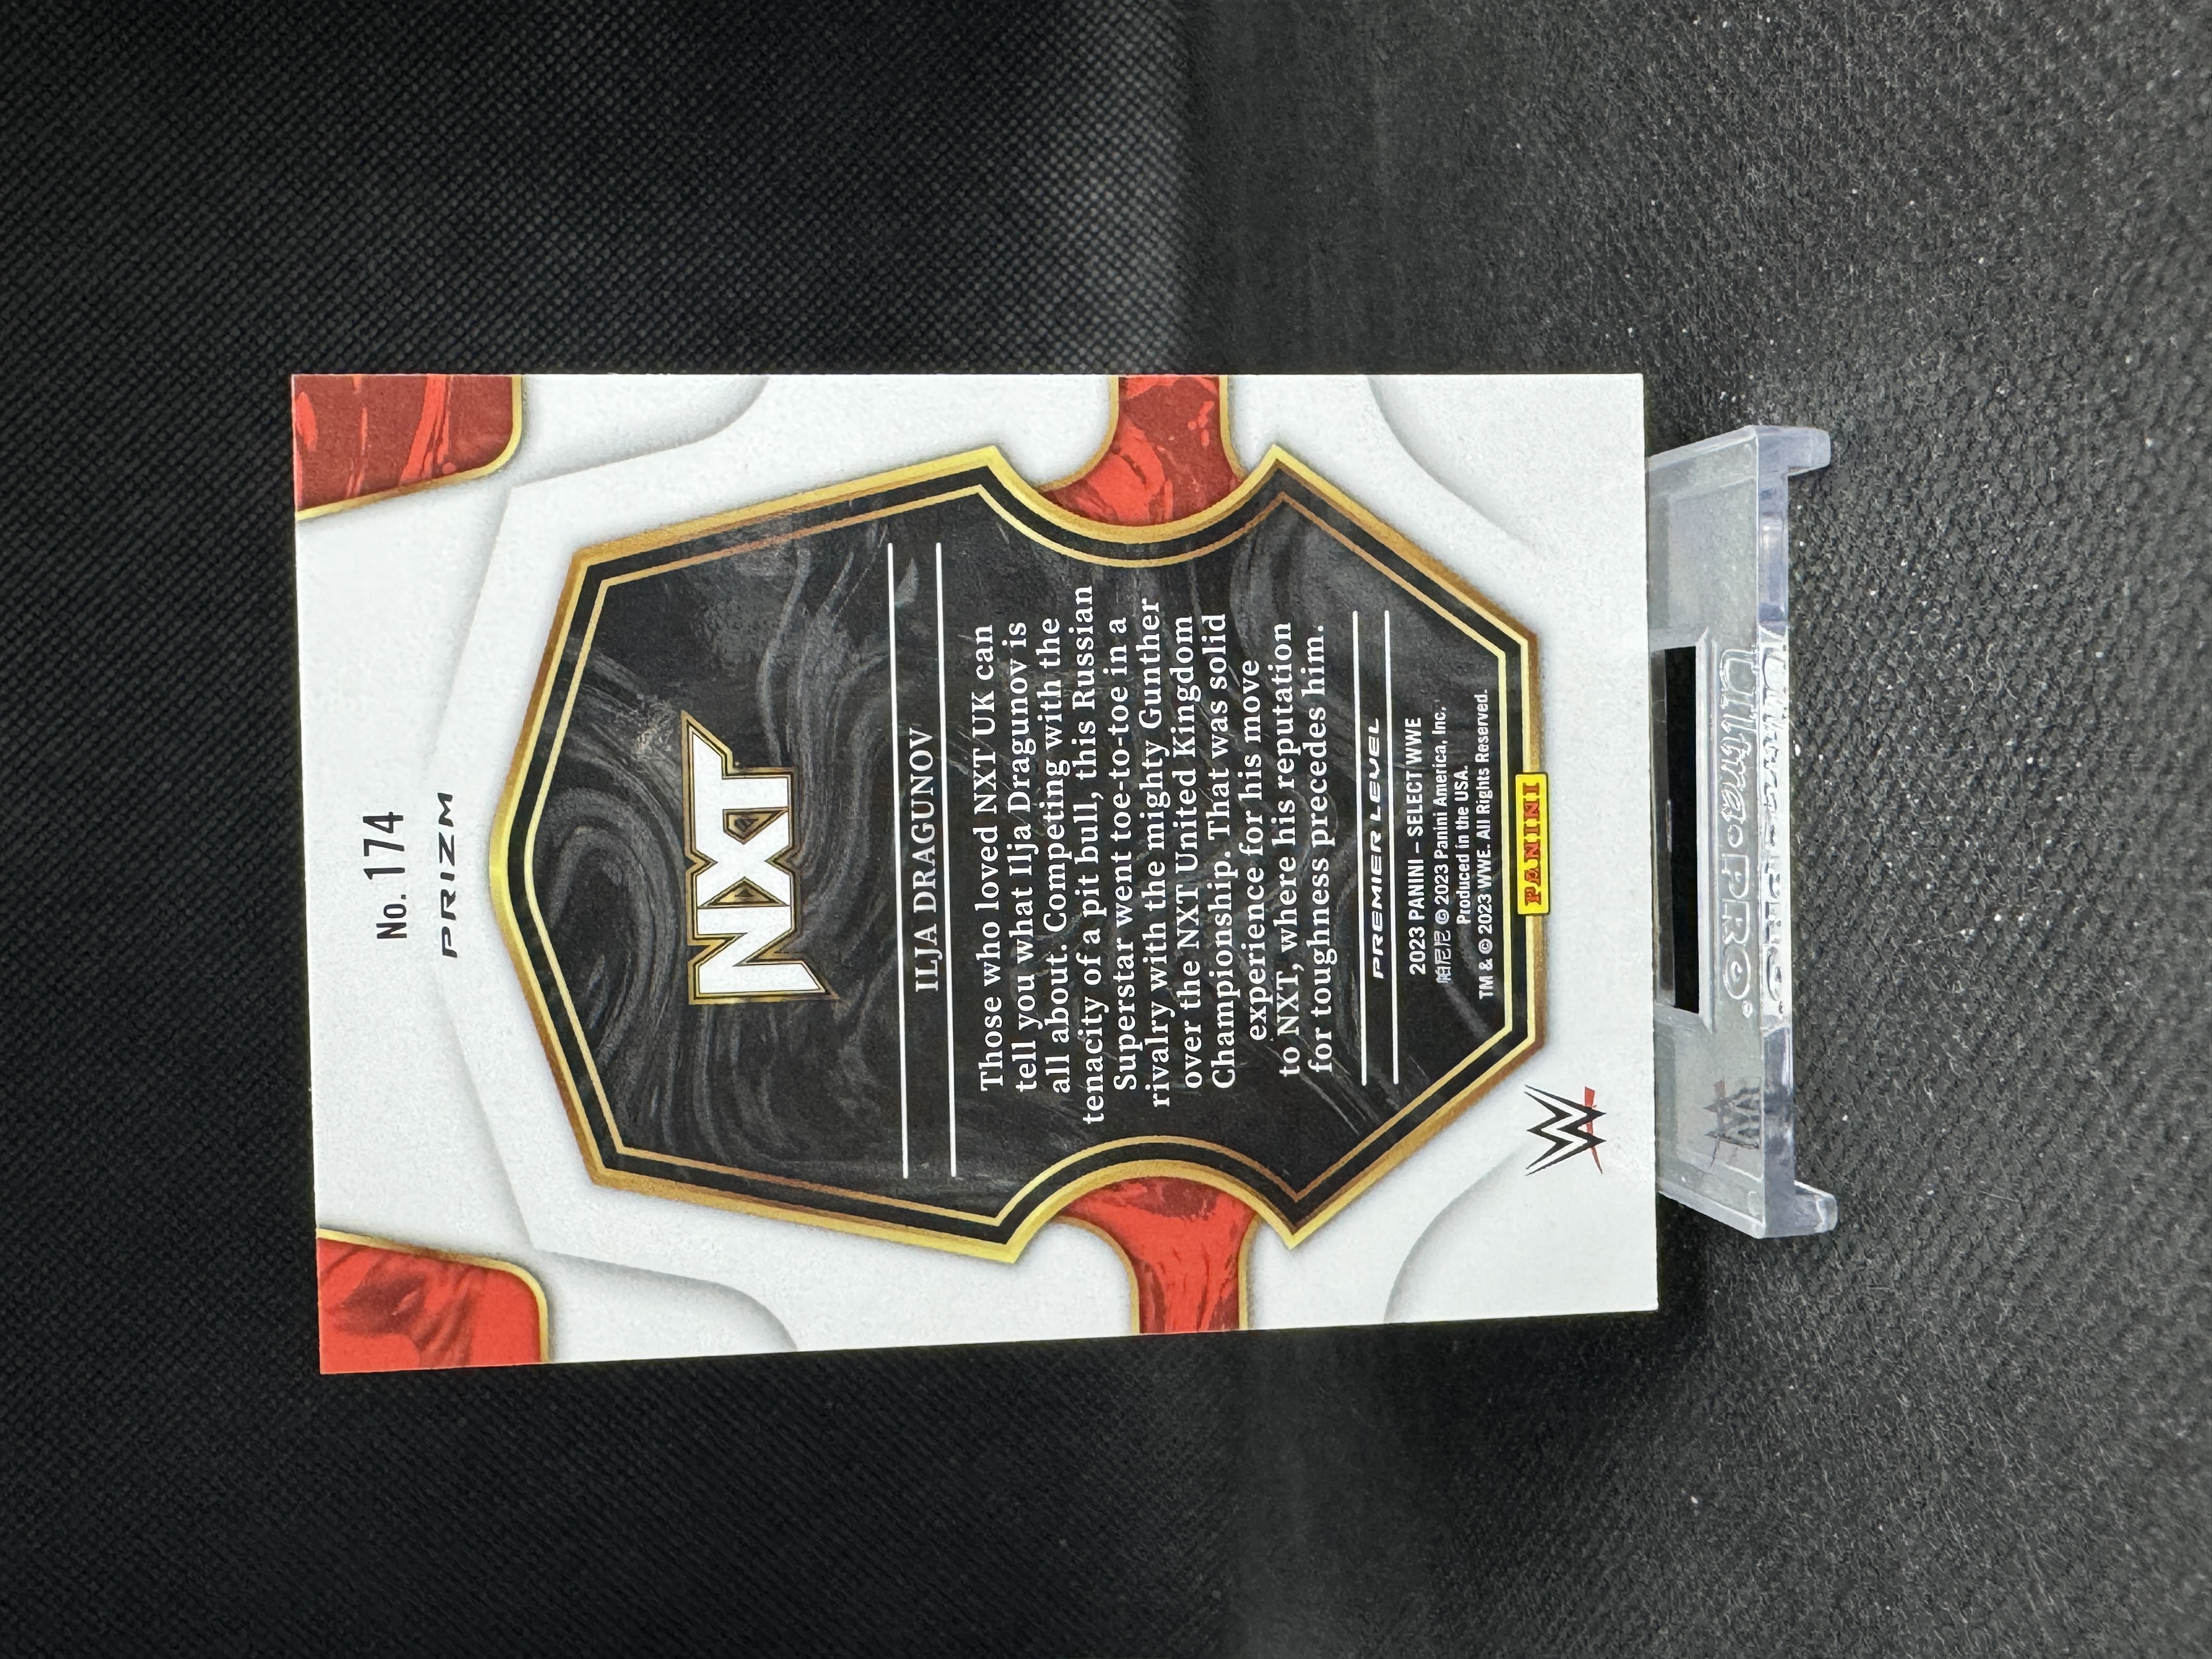 No. 174
PRIZM
NXT
ILJA DRAGUNOV
Those who loved NXT UK can
tell you what Ilja Dragunov is
all about. Competing with the
tenacity of a pit bull, this Russian
Superstar went toe-to-toe in a
rivalry with the mighty Gunther
over the NXT United Kingdom
Championship. That was solid
experience for his move
to NXT, where his reputation
for toughness precedes him.
PREMIER LEVEL
2023 PANINI – SELECT WWE
帕尼尼 © 2023 Panini America, Inc.
Produced in the USA.
TM & © 2023 WWE. All Rights Reserved.
PANINI
W
Ultra·PRO®